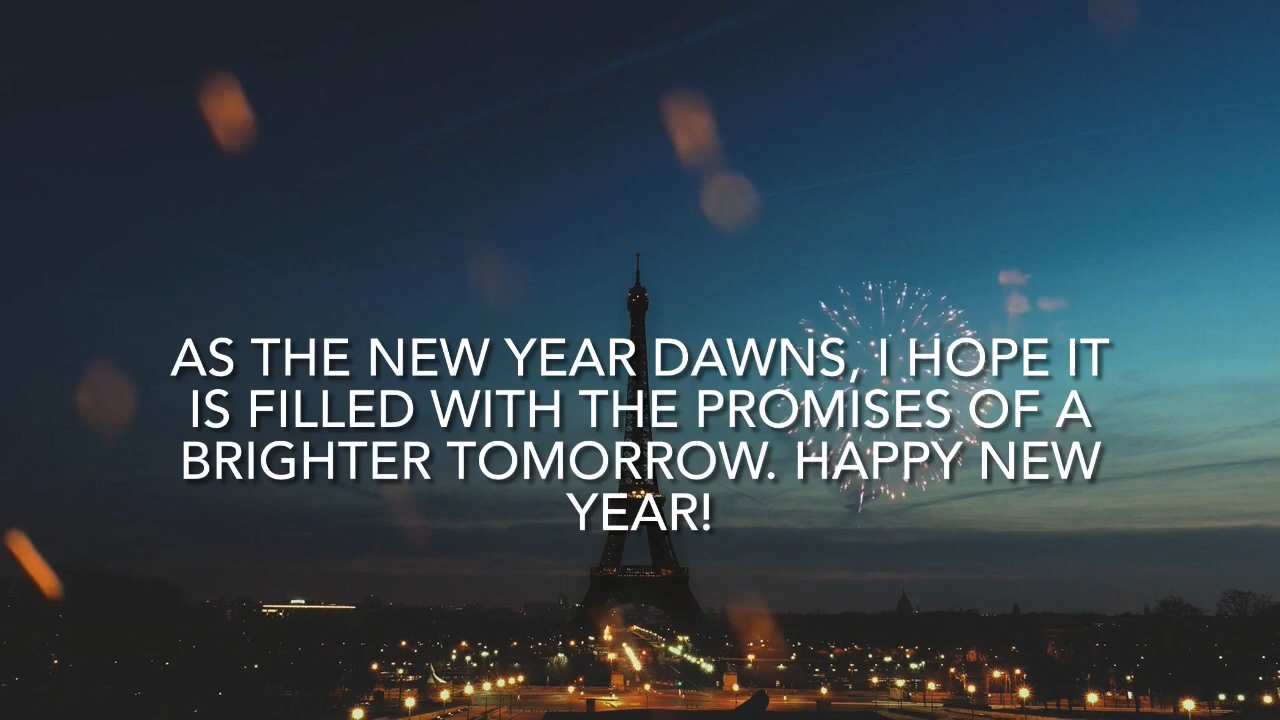 AS THE NEW YEAR DAWNS, I HOPE IT
IS FILLED WITH THE PROMISES OF A
BRIGHTER TOMORROW. HAPPY NEW
YEAR!